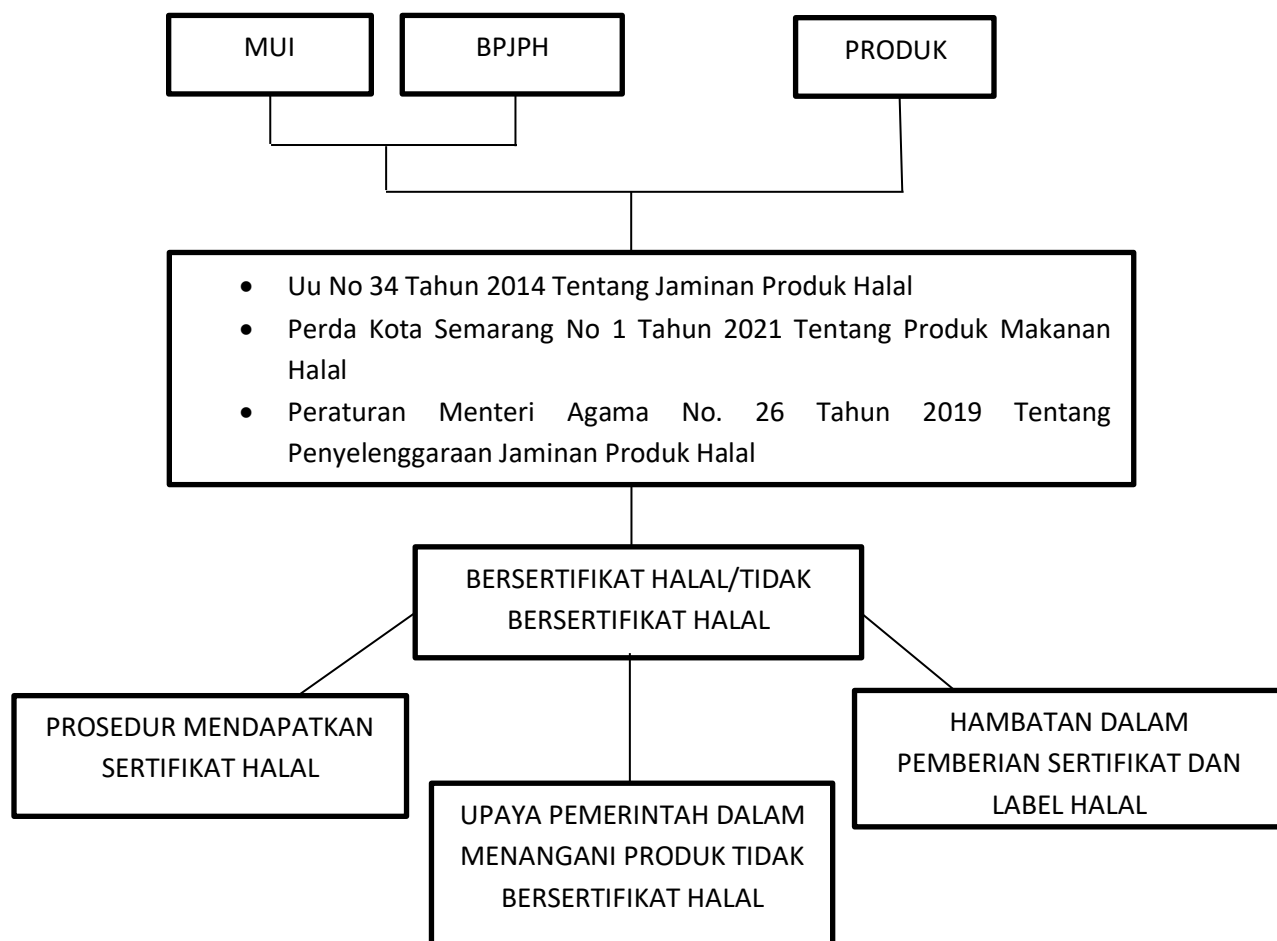 MUI
BPJPH
PRODUK
• Uu No 34 Tahun 2014 Tentang Jaminan Produk Halal
• Perda Kota Semarang No 1 Tahun 2021 Tentang Produk Makanan
Halal
• Peraturan Menteri Agama No. 26 Tahun 2019 Tentang
Penyelenggaraan Jaminan Produk Halal
BERSERTIFIKAT HALAL/TIDAK
BERSERTIFIKAT HALAL
PROSEDUR MENDAPATKAN
SERTIFIKAT HALAL
UPAYA PEMERINTAH DALAM
MENANGANI PRODUK TIDAK
BERSERTIFIKAT HALAL
HAMBATAN DALAM
PEMBERIAN SERTIFIKAT DAN
LABEL HALAL